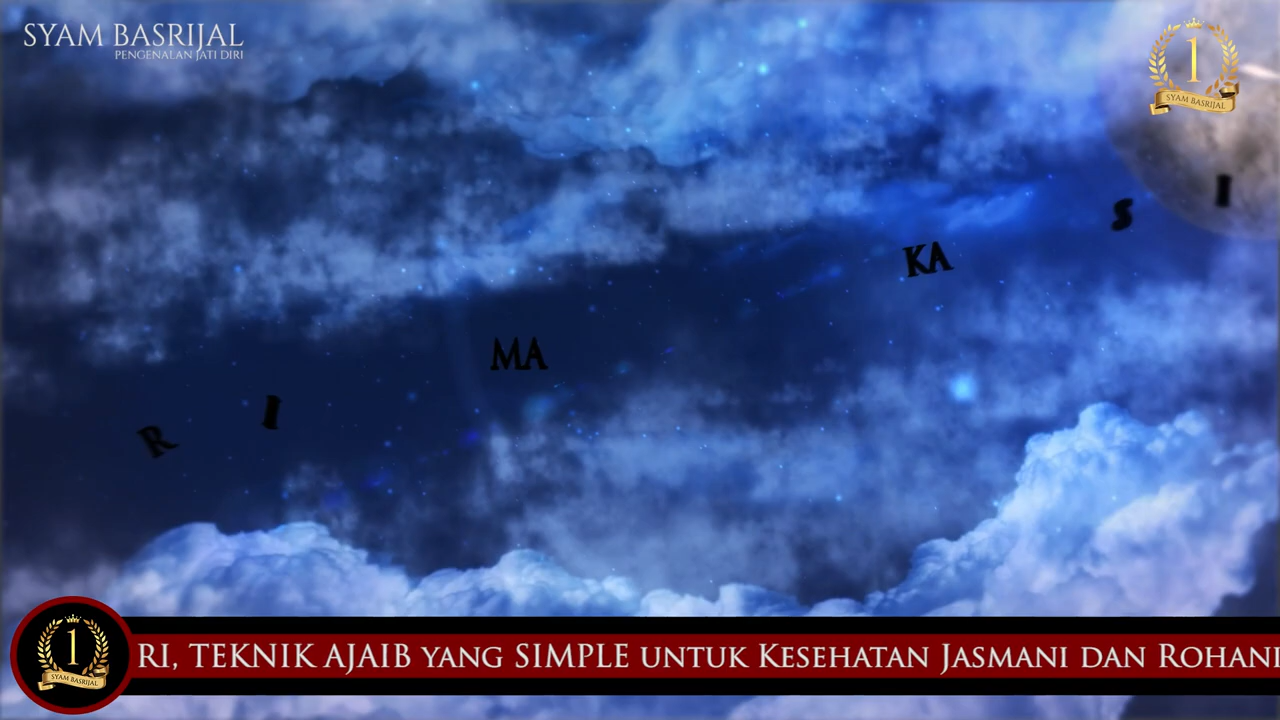 SYAM BASRIJAL
PENGENALAN JATI DIRI
1
SYAM BASRIJAL
I
S
KA
MA
I
R
1
SYAM BASRIJAL
RI, TEKNIK AJAIB YANG SIMPLE UNTUK KESEHATAN JASMANI DAN ROHANI